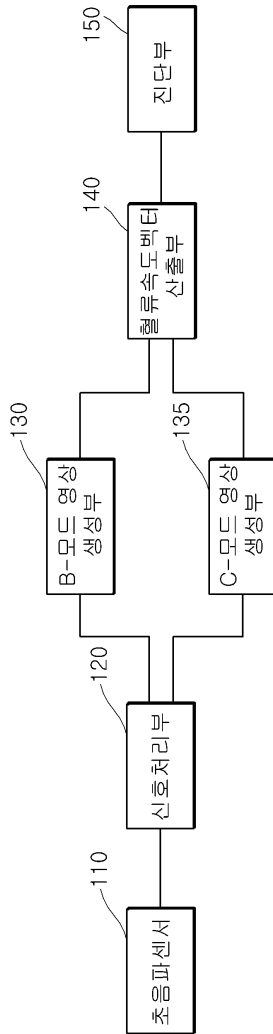 110
초음파센서
120
신호처리부
130
B-모드 영상
생성부
135
C-모드 영상
생성부
140
혈류속도벡터
산출부
150
진단부